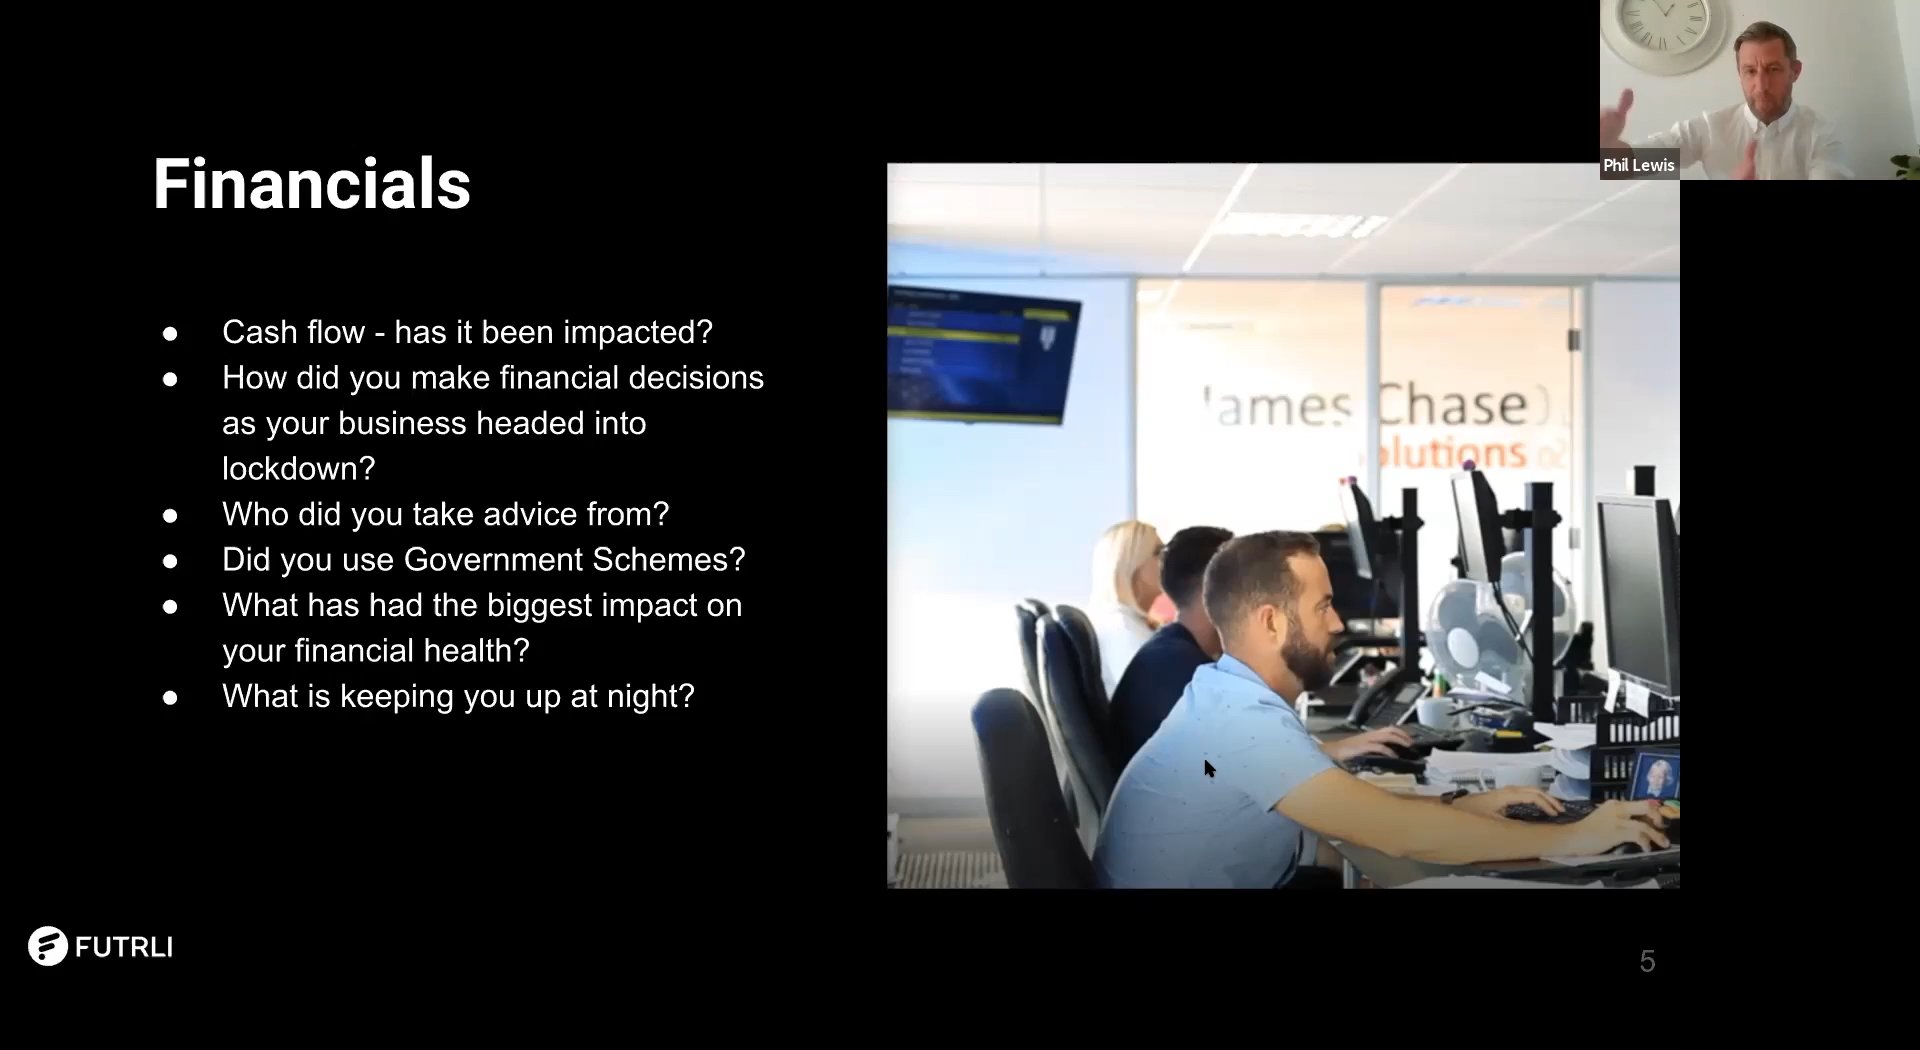 Phil Lewis
Financials
● Cash flow - has it been impacted?
● How did you make financial decisions
as your business headed into
lockdown?
● Who did you take advice from?
● Did you use Government Schemes?
● What has had the biggest impact on
your financial health?
● What is keeping you up at night?
James Chase
solutions
FUTRLI
5